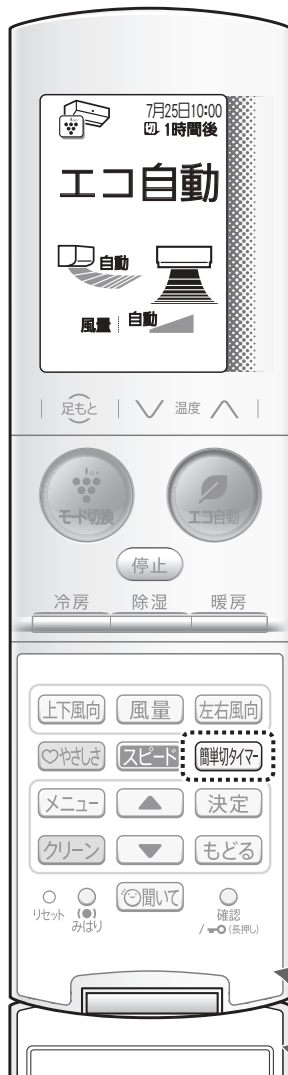 7月25日10:00
切 1時間後
エコ自動
自動
風量 自動
足もと 温度
ION
モード切換 エコ自動
停止
冷房 除湿 暖房
上下風向 風量 左右風向
♡やさしさ スピード 簡単切タイマー
メニュー ▲ 決定
クリーン ▼ もどる
リセット みはり 聞いて 確認
/ (長押し)